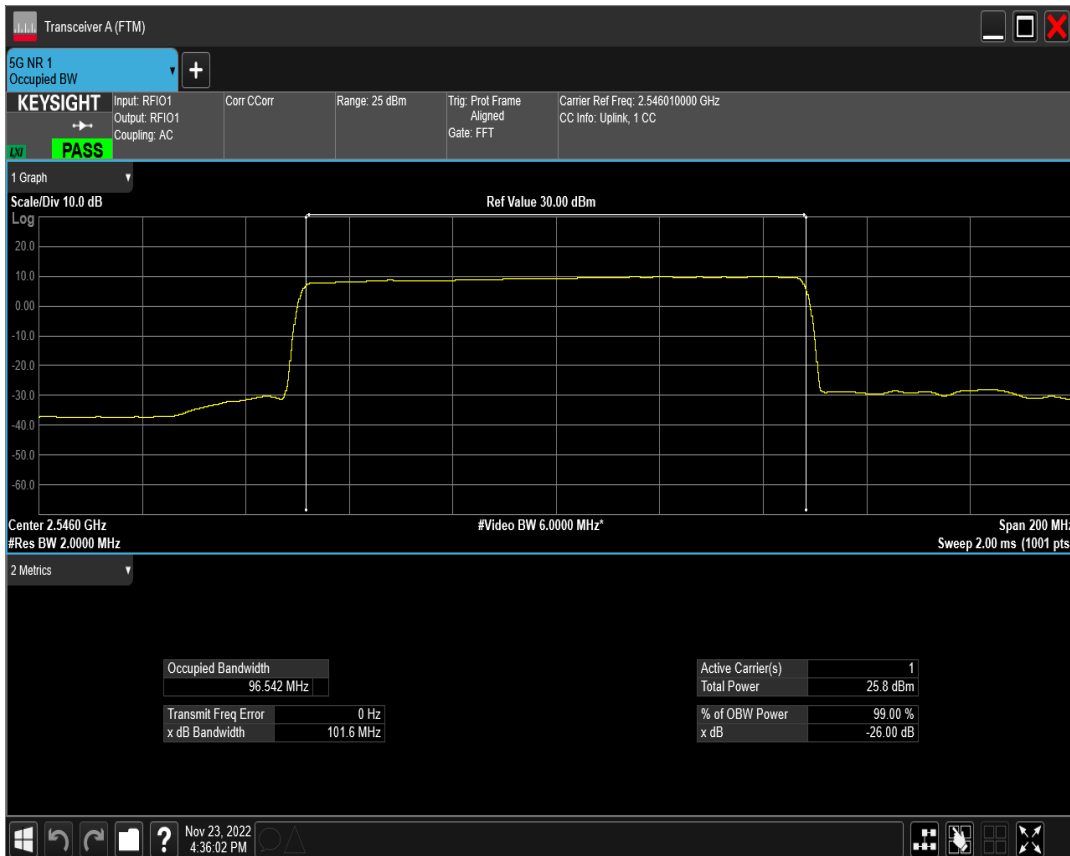 Transceiver A (FTM)
5G NR 1
Occupied BW
+
KEYSIGHT
LXI
PASS
Input: RFIO1
Output: RFIO1
Coupling: AC
Corr CCorr
Range: 25 dBm
Trig: Prot Frame
Aligned
Gate: FFT
Carrier Ref Freq: 2.546010000 GHz
CC Info: Uplink, 1 CC
1 Graph
Scale/Div 10.0 dB
Ref Value 30.00 dBm
Log
20.0
10.0
0.00
-10.0
-20.0
-30.0
-40.0
-50.0
-60.0
Center 2.5460 GHz
#Video BW 6.0000 MHz*
Span 200 MHz
#Res BW 2.0000 MHz
Sweep 2.00 ms (1001 pts
2 Metrics
Occupied Bandwidth
96.542 MHz
Transmit Freq Error 0 Hz
x dB Bandwidth 101.6 MHz
Active Carrier(s) 1
Total Power 25.8 dBm
% of OBW Power 99.00 %
x dB -26.00 dB
?
Nov 23, 2022
4:36:02 PM